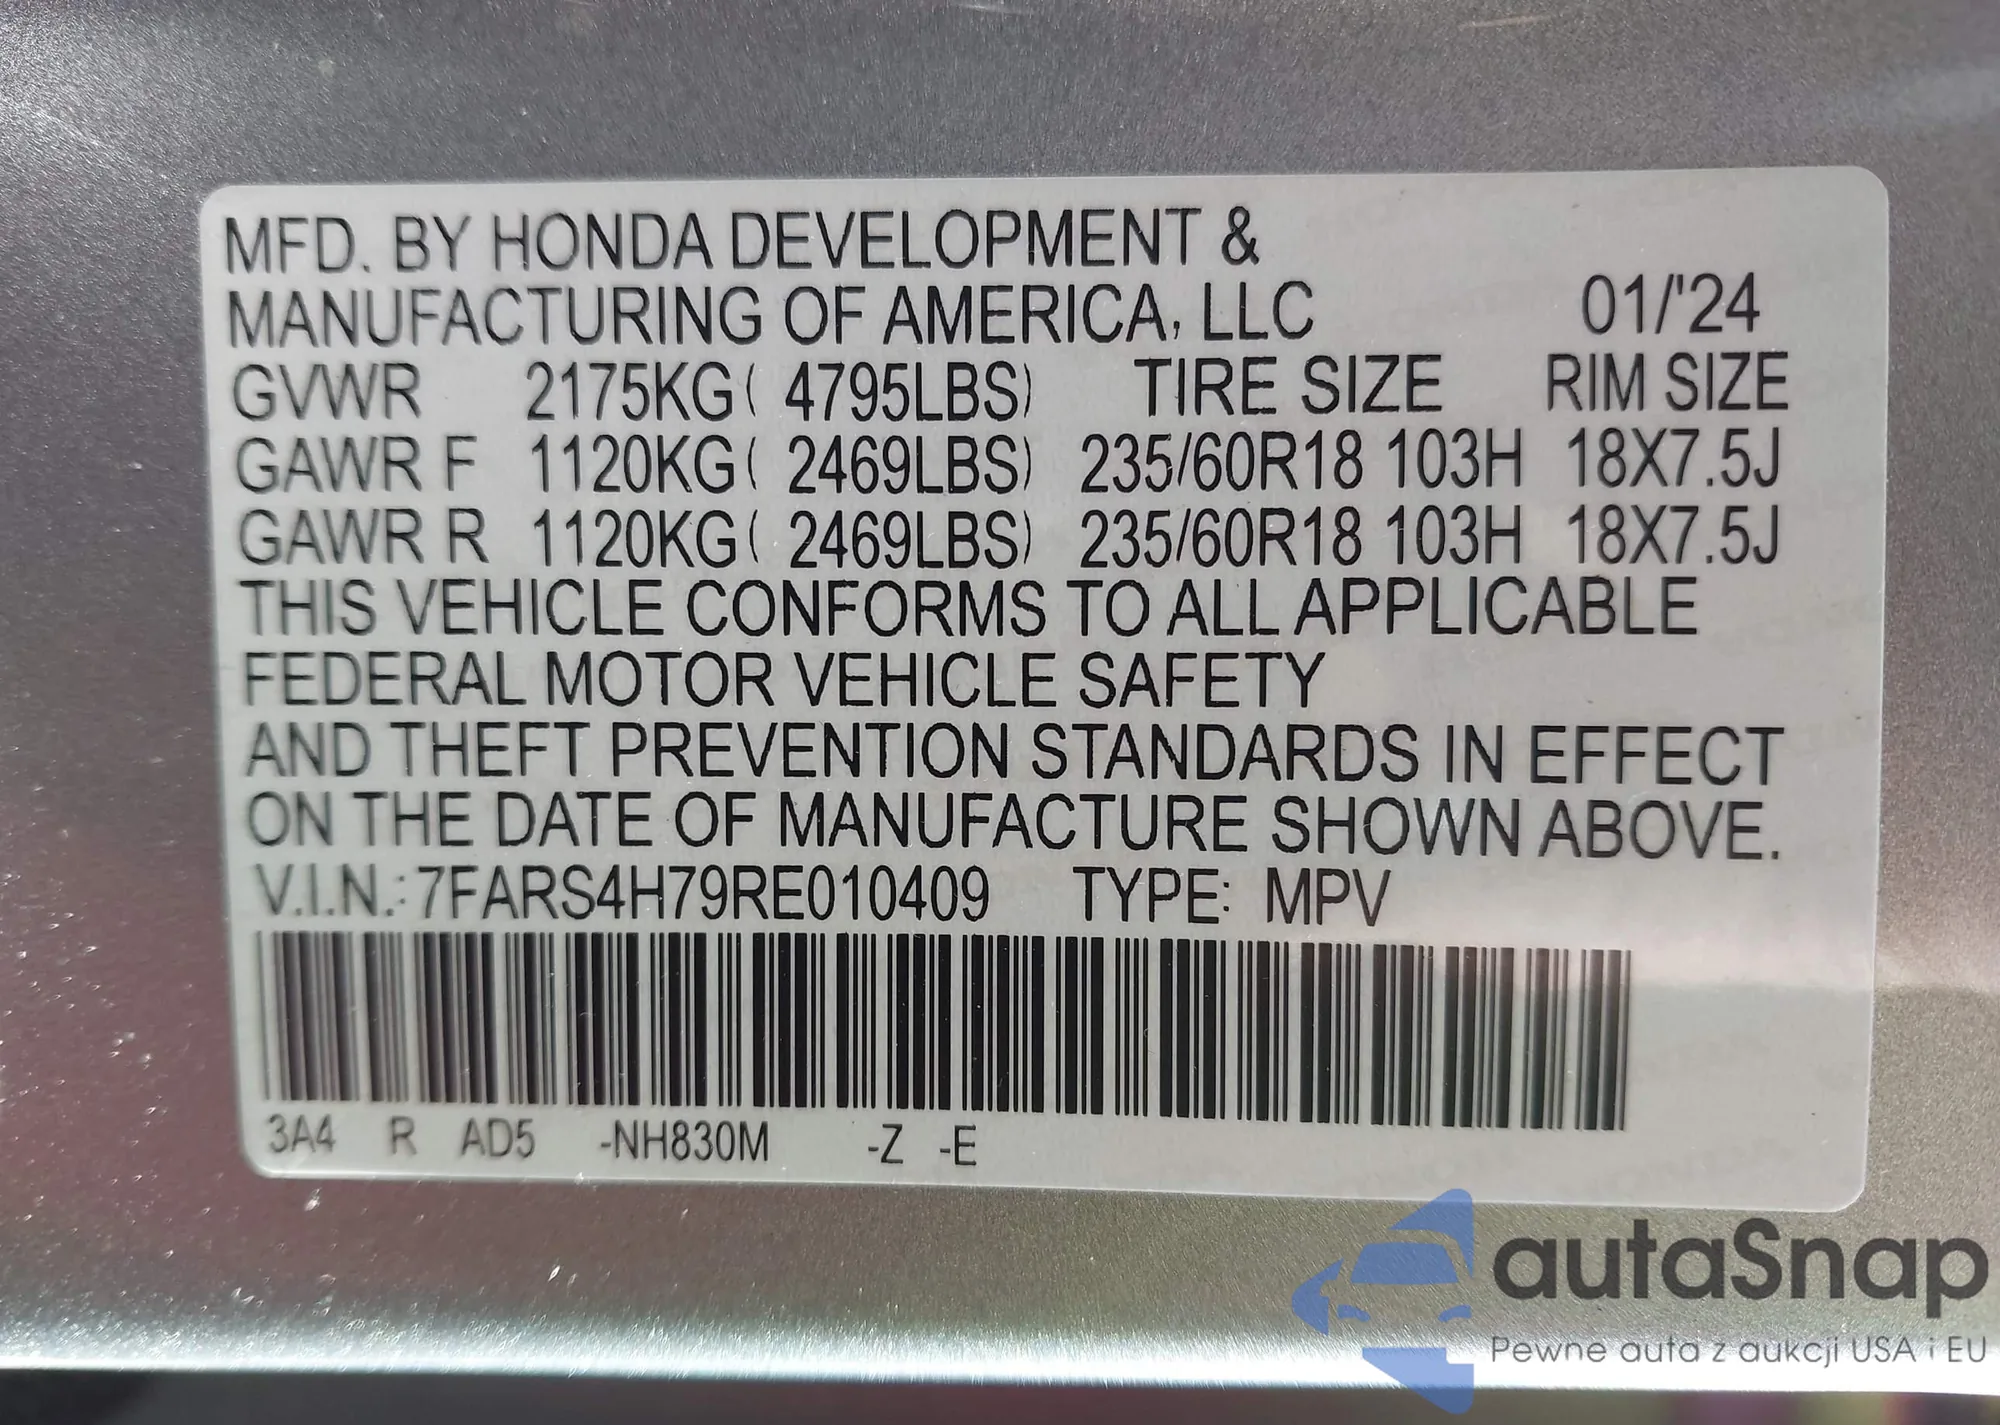 MFD. BY HONDA DEVELOPMENT &
MANUFACTURING OF AMERICA, LLC 01/'24
GVWR 2175KG( 4795LBS) TIRE SIZE RIM SIZE
GAWR F 1120KG( 2469LBS) 235/60R18 103H 18X7.5J
GAWR R 1120KG( 2469LBS) 235/60R18 103H 18X7.5J
THIS VEHICLE CONFORMS TO ALL APPLICABLE
FEDERAL MOTOR VEHICLE SAFETY
AND THEFT PREVENTION STANDARDS IN EFFECT
ON THE DATE OF MANUFACTURE SHOWN ABOVE.
V.I.N.: 7FARS4H79RE010409 TYPE: MPV
3A4 R AD5 -NH830M -Z -E
autaSnap
Pewne auta z aukcji USA i EU